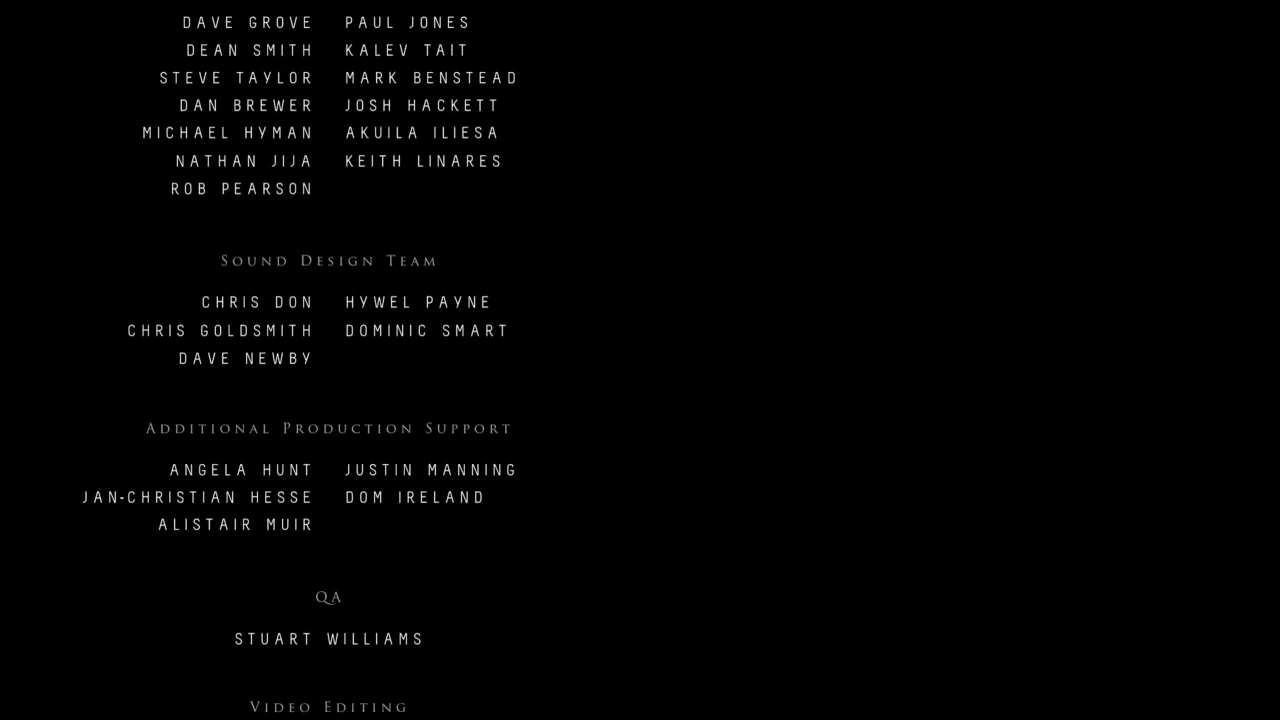 DAVE GROVE PAUL JONES
DEAN SMITH KALEV TAIT
STEVE TAYLOR MARK BENSTEAD
DAN BREWER JOSH HACKETT
MICHAEL HYMAN AKUILA ILIESA
NATHAN JIJA KEITH LINARES
ROB PEARSON
SOUND DESIGN TEAM
CHRIS DON HYWEL PAYNE
CHRIS GOLDSMITH DOMINIC SMART
DAVE NEWBY
ADDITIONAL PRODUCTION SUPPORT
ANGELA HUNT JUSTIN MANNING
JAN-CHRISTIAN HESSE DOM IRELAND
ALISTAIR MUIR
QA
STUART WILLIAMS
VIDEO EDITING